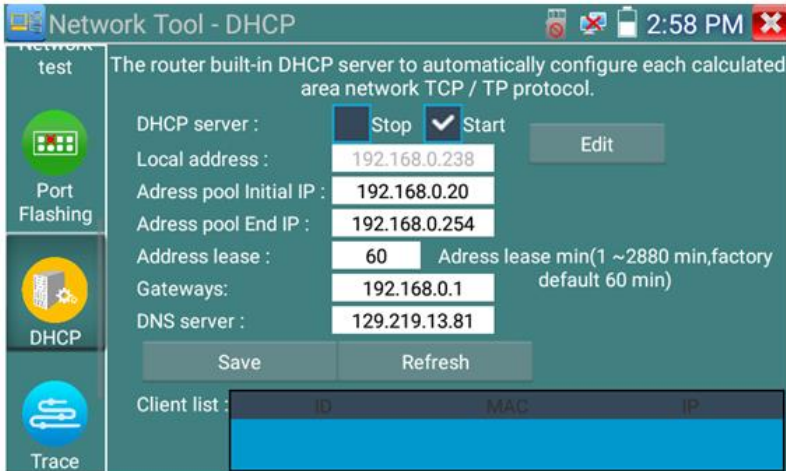 Network Tool - DHCP
2:58 PM
Network
test
The router built-in DHCP server to automatically configure each calculated
area network TCP / TP protocol.
DHCP server :
Stop
Start
Edit
Local address :
192.168.0.238
Port
Flashing
Adress pool Initial IP :
192.168.0.20
Adress pool End IP :
192.168.0.254
Address lease :
60
Adress lease min(1 ~2880 min,factory
default 60 min)
Gateways:
192.168.0.1
DHCP
DNS server :
129.219.13.81
Save
Refresh
Client list :
ID
MAC
IP
Trace